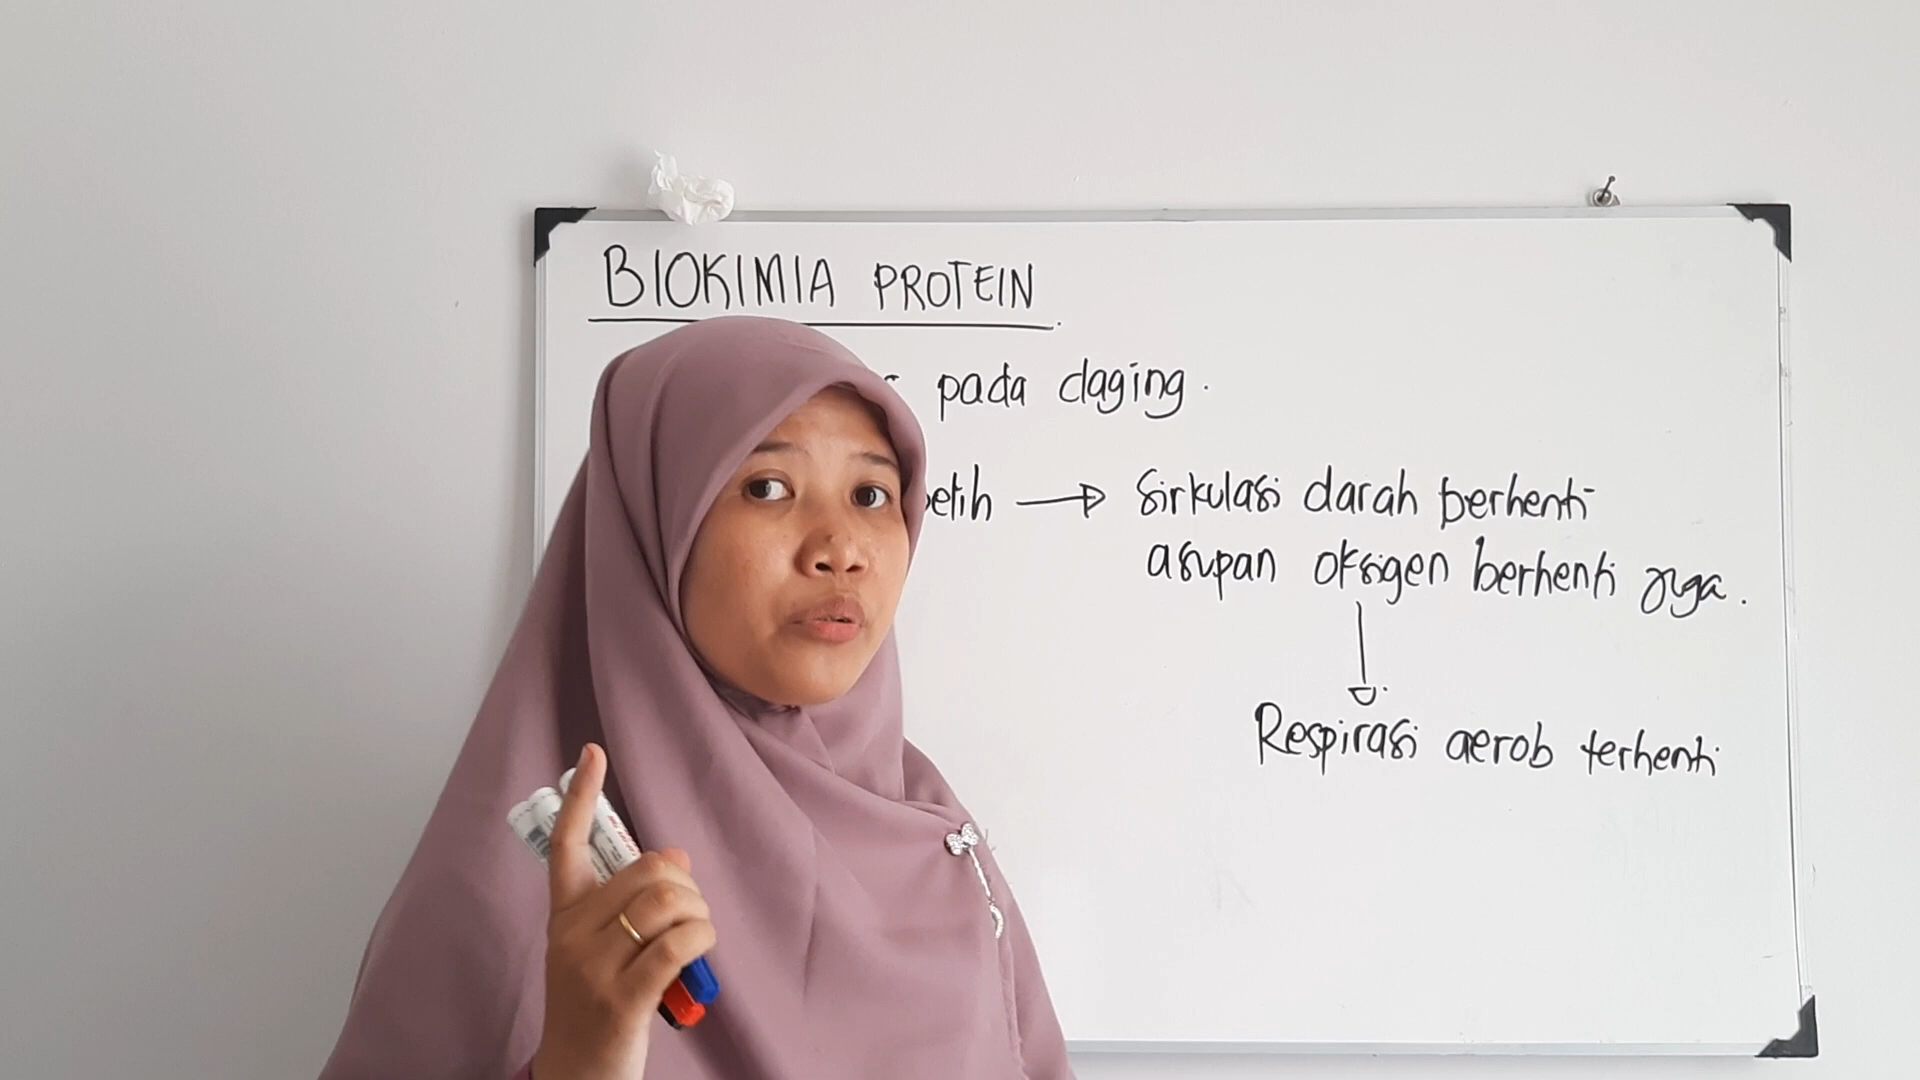 BIOKIMIA PROTEIN
pada daging.
Sirkulasi darah berhenti
asupan oksigen berhenti juga.
Respirasi aerob terhenti